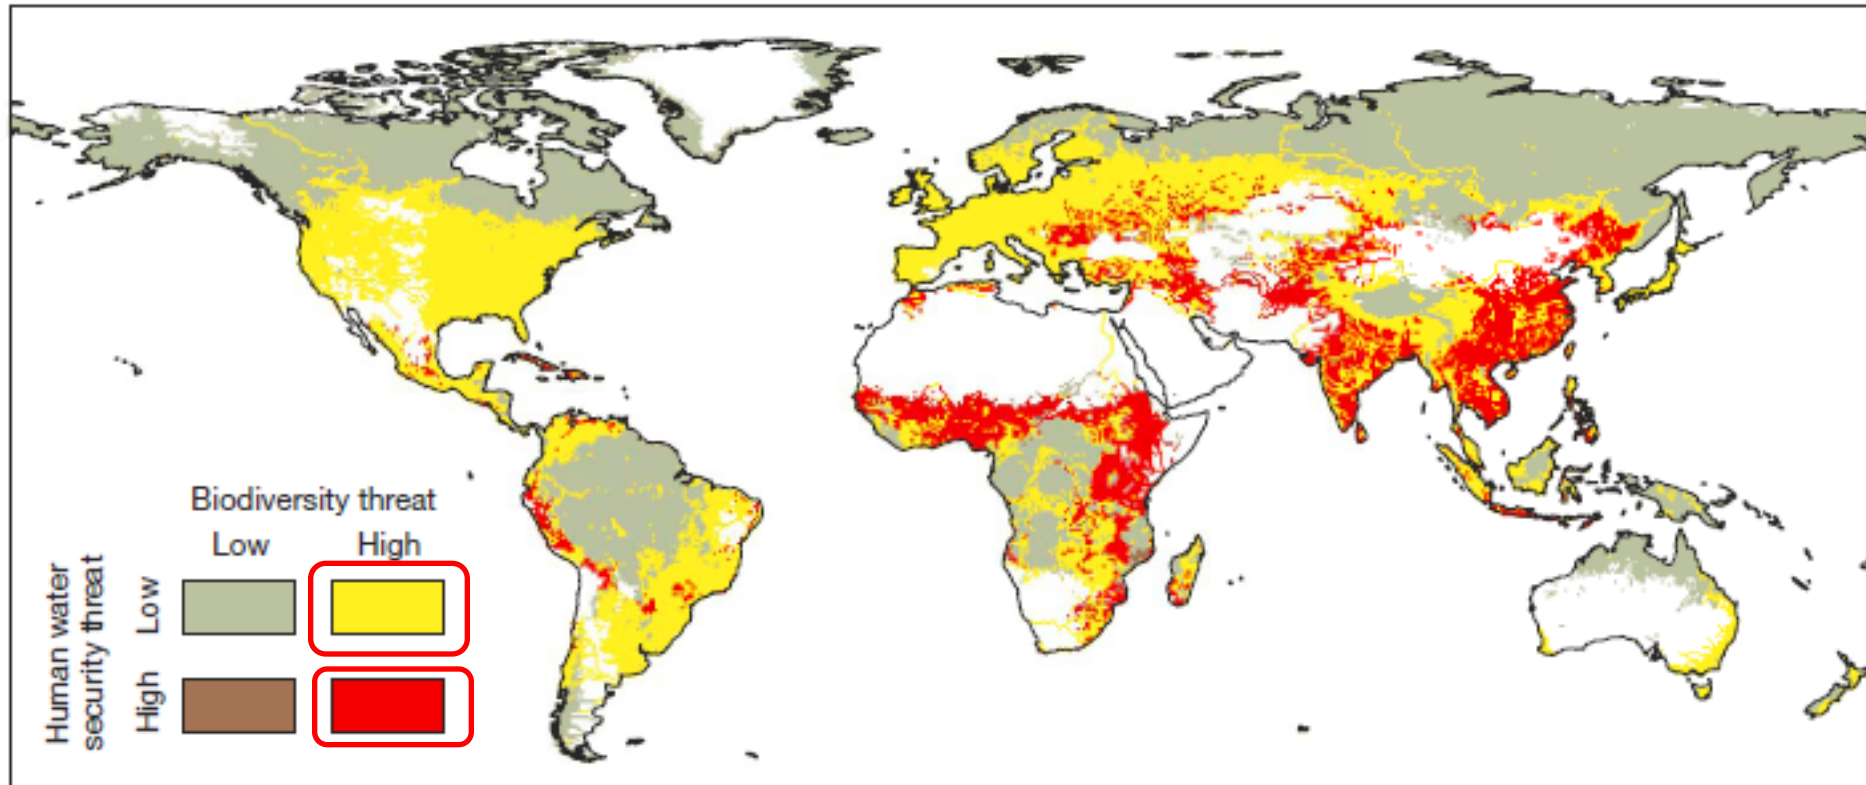 Biodiversity threat
Low High
Human water
security threat
Low
High